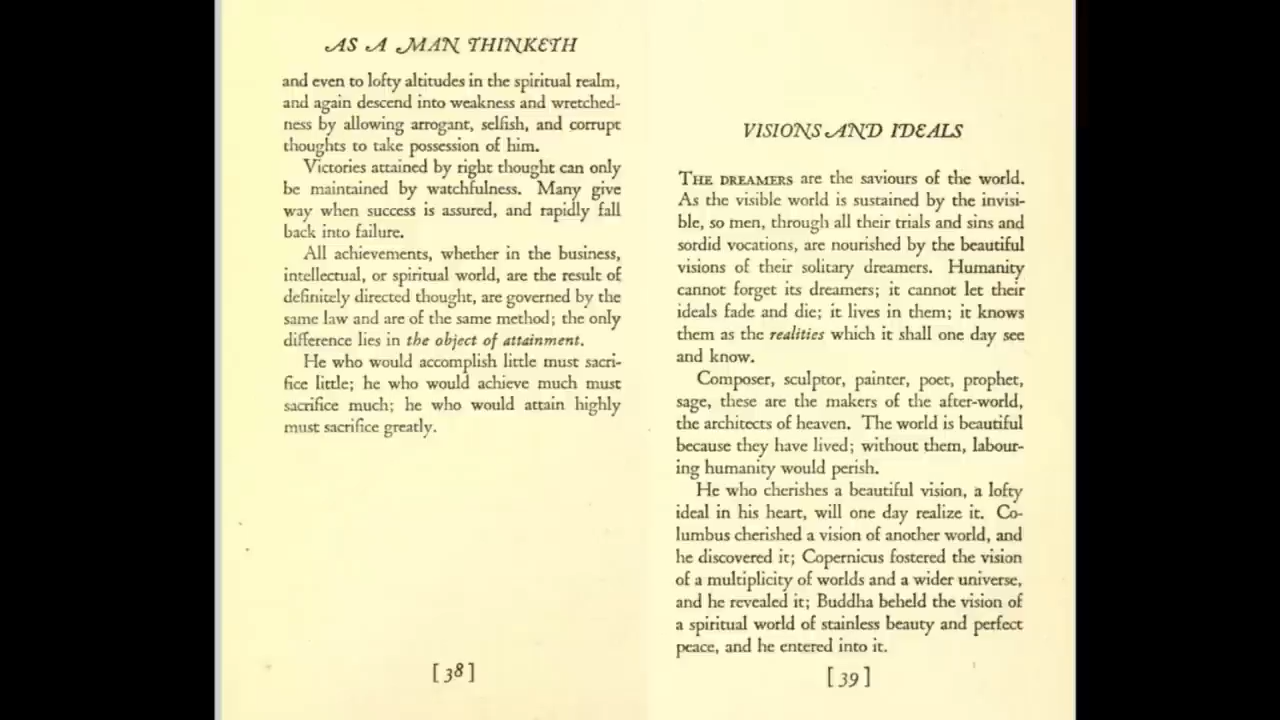 AS A MAN THINKETH
and even to lofty altitudes in the spiritual realm,
and again descend into weakness and wretched-
ness by allowing arrogant, selfish, and corrupt
thoughts to take possession of him.
Victories attained by right thought can only
be maintained by watchfulness. Many give
way when success is assured, and rapidly fall
back into failure.
All achievements, whether in the business,
intellectual, or spiritual world, are the result of
definitely directed thought, are governed by the
same law and are of the same method; the only
difference lies in the object of attainment.
He who would accomplish little must sacri-
fice little; he who would achieve much must
sacrifice much; he who would attain highly
must sacrifice greatly.
[38]
VISIONS AND IDEALS
THE DREAMERS are the saviours of the world.
As the visible world is sustained by the invisi-
ble, so men, through all their trials and sins and
sordid vocations, are nourished by the beautiful
visions of their solitary dreamers. Humanity
cannot forget its dreamers; it cannot let their
ideals fade and die; it lives in them; it knows
them as the realities which it shall one day see
and know.
Composer, sculptor, painter, poet, prophet,
sage, these are the makers of the after-world,
the architects of heaven. The world is beautiful
because they have lived; without them, labour-
ing humanity would perish.
He who cherishes a beautiful vision, a lofty
ideal in his heart, will one day realize it. Co-
lumbus cherished a vision of another world, and
he discovered it; Copernicus fostered the vision
of a multiplicity of worlds and a wider universe,
and he revealed it; Buddha beheld the vision of
a spiritual world of stainless beauty and perfect
peace, and he entered into it.
[39]